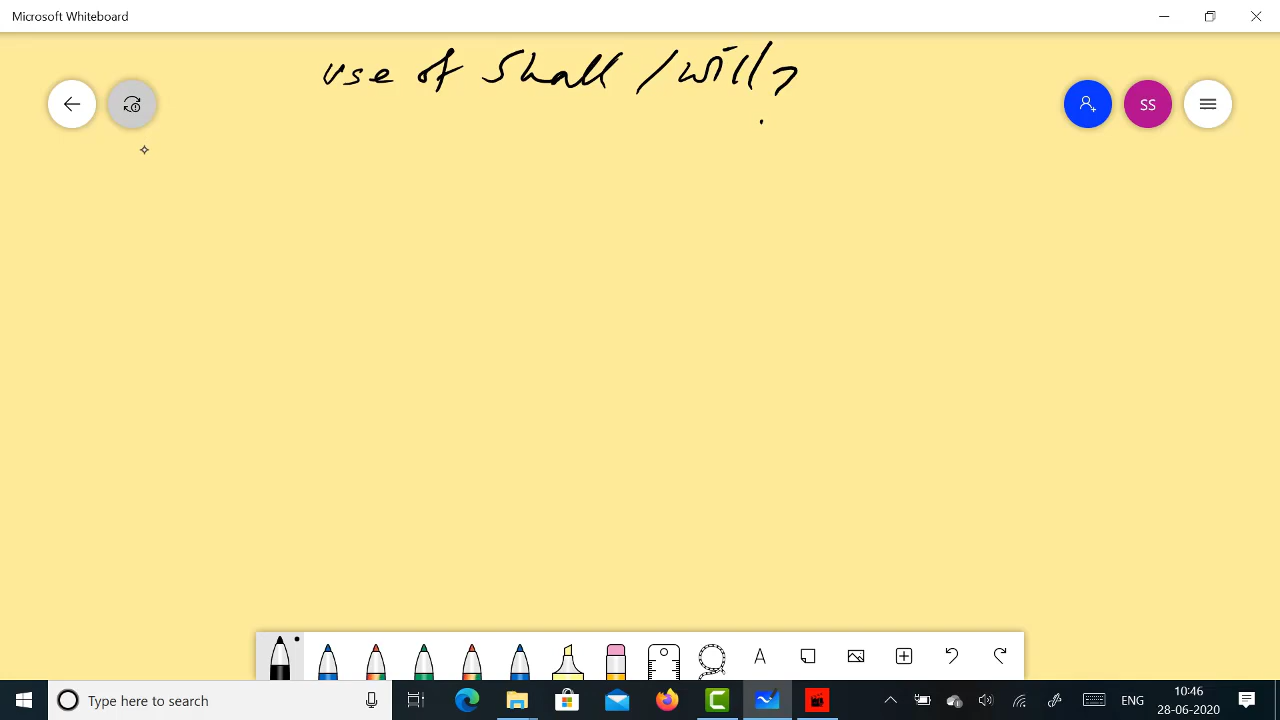 Microsoft Whiteboard
use of Shall / will ?
SS
A
Type here to search
ENG
10:46
28-06-2020